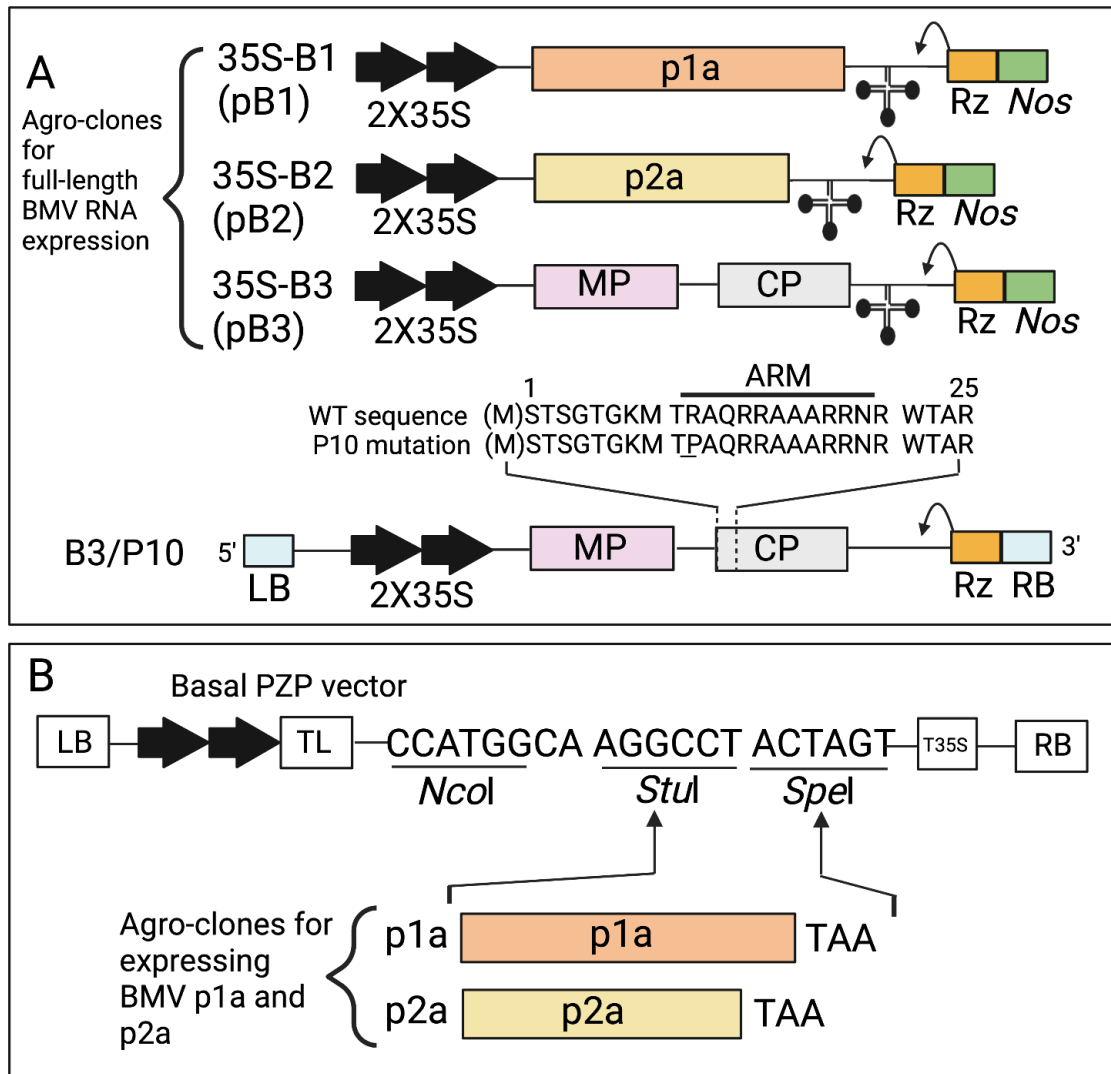 A
Agro-clones
for
full-length
BMV RNA
expression
35S-B1
(pB1)
2X35S
p1a
Rz Nos
35S-B2
(pB2)
2X35S
p2a
Rz Nos
35S-B3
(pB3)
2X35S
MP
CP
Rz Nos
ARM
1 25
WT sequence (M)STSGTGKM TRAQRRAAARRNR WTAR
P10 mutation (M)STSGTGKM TPAQRRAAARRNR WTAR
B3/P10
5'
LB
2X35S
MP
CP
Rz RB
3'
B
Basal PZP vector
LB
TL
CCATGGCA AGGCCT ACTAGT
T35S
RB
NcoI StuI SpeI
Agro-clones for
expressing
BMV p1a and
p2a
p1a p1a TAA
p2a p2a TAA